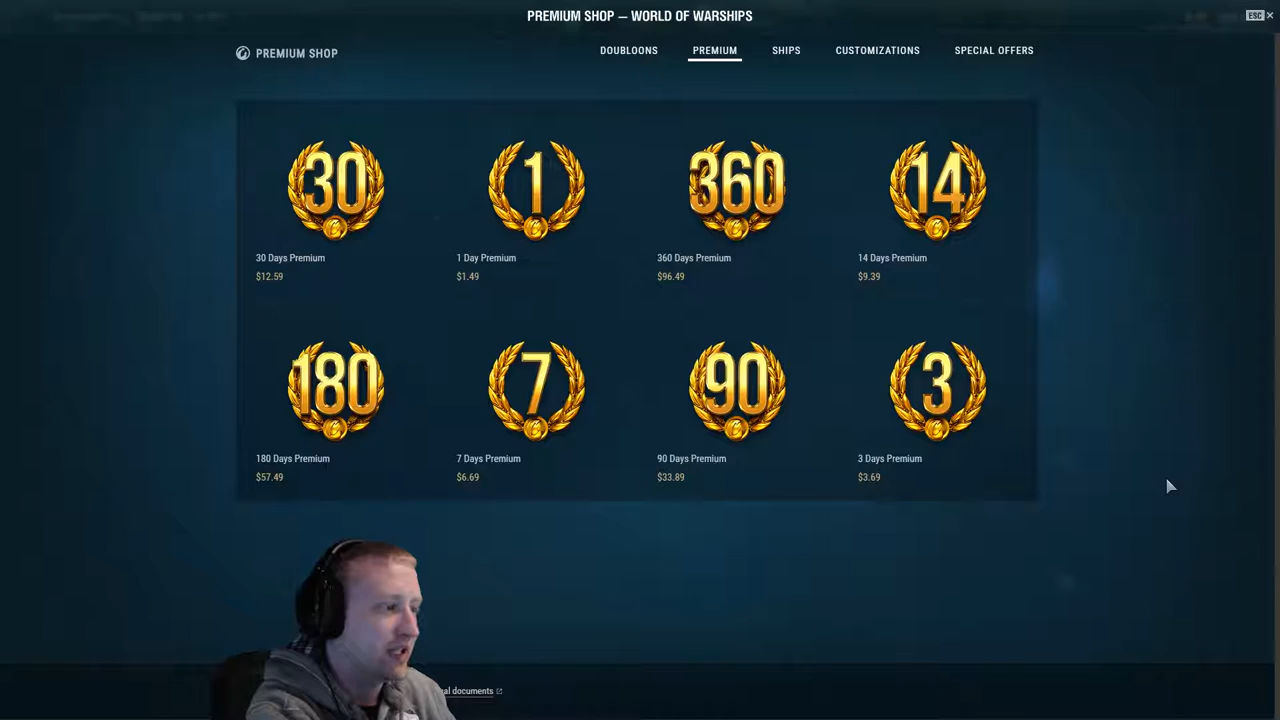 PREMIUM SHOP — WORLD OF WARSHIPS
ESC
PREMIUM SHOP
DOUBLOONS PREMIUM SHIPS CUSTOMIZATIONS SPECIAL OFFERS
30 1 360 14
30 Days Premium 1 Day Premium 360 Days Premium 14 Days Premium
$12.59 $1.49 $96.49 $9.39
180 7 90 3
180 Days Premium 7 Days Premium 90 Days Premium 3 Days Premium
$57.49 $6.69 $33.89 $3.69
documents